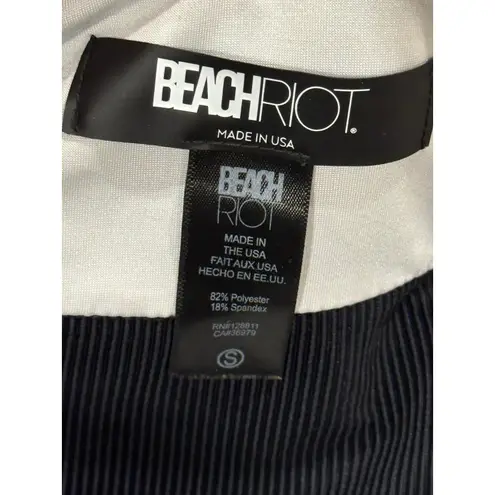 BEACHRIOT®
MADE IN USA
BEACH
RIOT
MADE IN
THE USA
FAIT AUX USA
HECHO EN EE.UU.
82% Polyester
18% Spandex
RN#128811
CA#36979
S